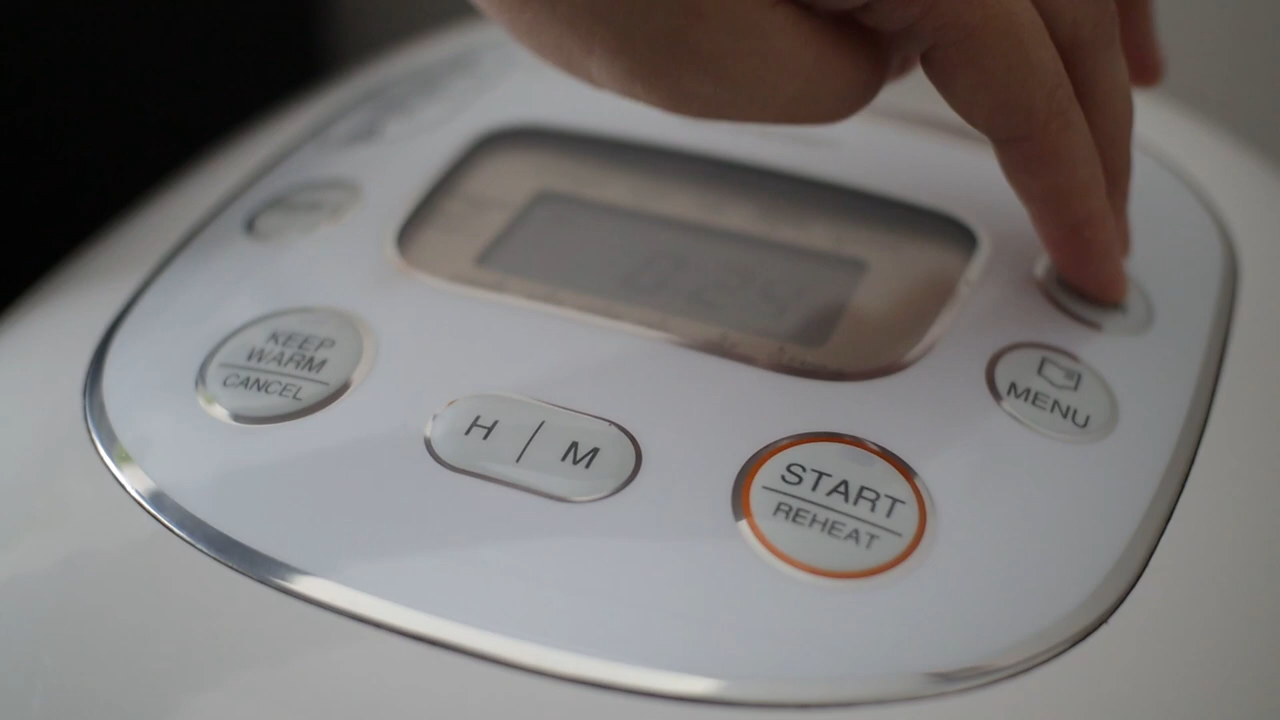 KEEP
WARM
CANCEL
H | M
START
REHEAT
MENU